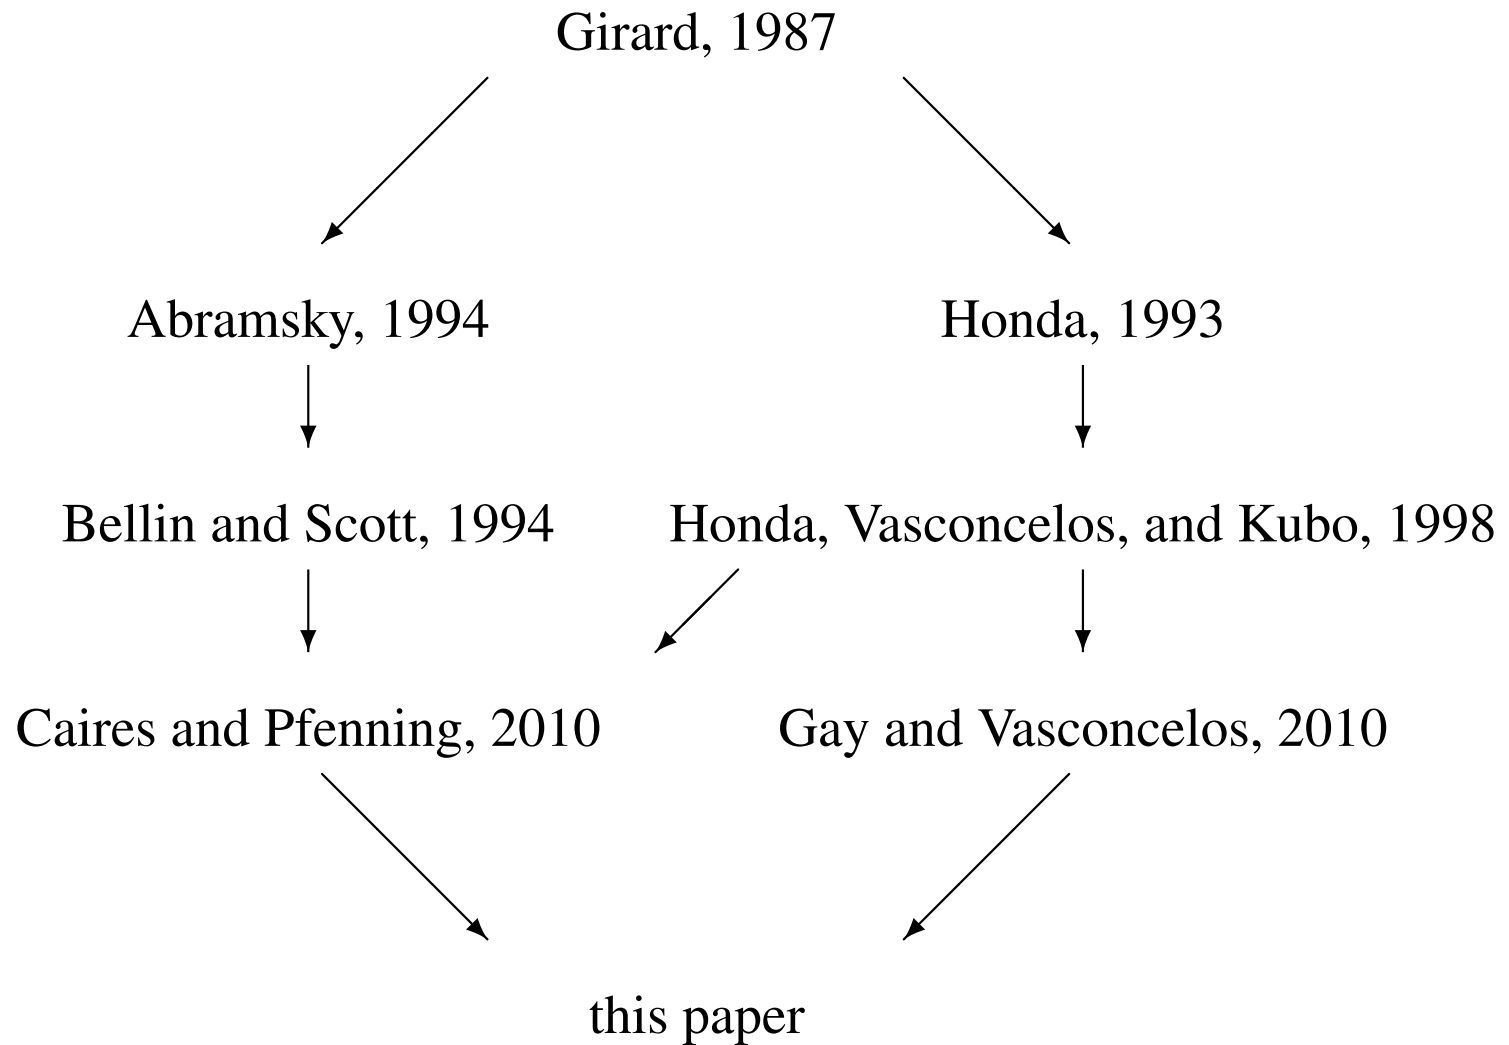 Girard, 1987
Abramsky, 1994
Honda, 1993
Bellin and Scott, 1994
Honda, Vasconcelos, and Kubo, 1998
Caires and Pfenning, 2010
Gay and Vasconcelos, 2010
this paper